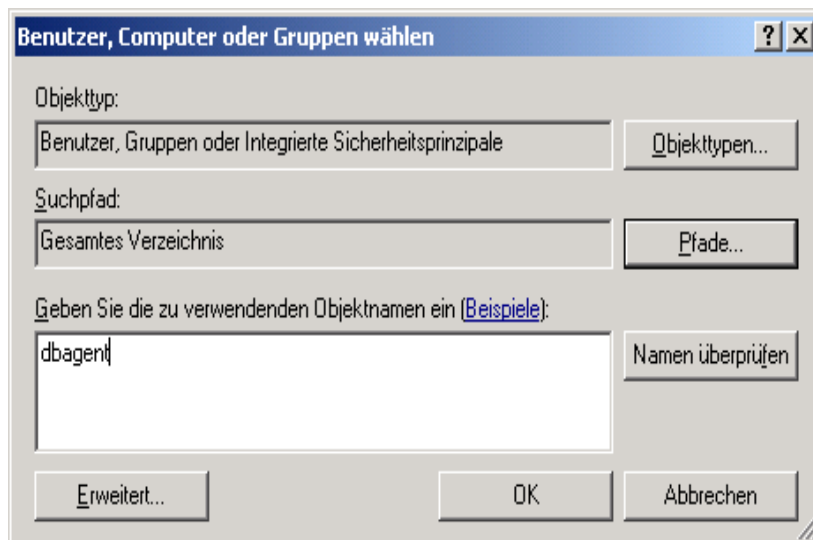 Benutzer, Computer oder Gruppen wählen
Objekttyp:
Benutzer, Gruppen oder Integrierte Sicherheitsprinzipale
Objekttypen...
Suchpfad:
Gesamtes Verzeichnis
Pfade...
Geben Sie die zu verwendenden Objektnamen ein (Beispiele):
dbagent
Namen überprüfen
Erweitert...
OK
Abbrechen